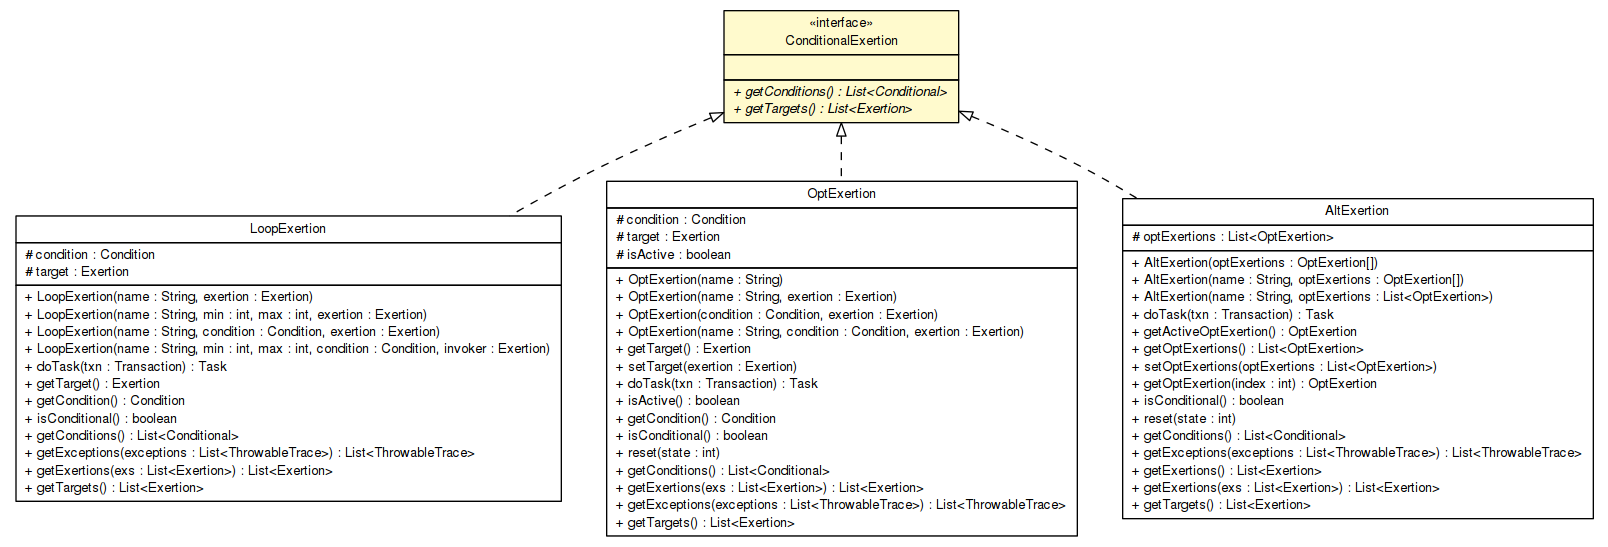 «interface»
ConditionalExertion
+ getConditions() : List<Conditional>
+ getTargets() : List<Exertion>
LoopExertion
# condition : Condition
# target : Exertion
+ LoopExertion(name : String, exertion : Exertion)
+ LoopExertion(name : String, min : int, max : int, exertion : Exertion)
+ LoopExertion(name : String, condition : Condition, exertion : Exertion)
+ LoopExertion(name : String, min : int, max : int, condition : Condition, invoker : Exertion)
+ doTask(txn : Transaction) : Task
+ getTarget() : Exertion
+ getCondition() : Condition
+ isConditional() : boolean
+ getConditions() : List<Conditional>
+ getExceptions(exceptions : List<ThrowableTrace>) : List<ThrowableTrace>
+ getExertions(exs : List<Exertion>) : List<Exertion>
+ getTargets() : List<Exertion>
OptExertion
# condition : Condition
# target : Exertion
# isActive : boolean
+ OptExertion(name : String)
+ OptExertion(name : String, exertion : Exertion)
+ OptExertion(condition : Condition, exertion : Exertion)
+ OptExertion(name : String, condition : Condition, exertion : Exertion)
+ getTarget() : Exertion
+ setTarget(exertion : Exertion)
+ doTask(txn : Transaction) : Task
+ isActive() : boolean
+ getCondition() : Condition
+ isConditional() : boolean
+ reset(state : int)
+ getConditions() : List<Conditional>
+ getExertions(exs : List<Exertion>) : List<Exertion>
+ getExceptions(exceptions : List<ThrowableTrace>) : List<ThrowableTrace>
+ getTargets() : List<Exertion>
AltExertion
# optExertions : List<OptExertion>
+ AltExertion(optExertions : OptExertion[])
+ AltExertion(name : String, optExertions : OptExertion[])
+ AltExertion(name : String, optExertions : List<OptExertion>)
+ doTask(txn : Transaction) : Task
+ getActiveOptExertion() : OptExertion
+ getOptExertions() : List<OptExertion>
+ setOptExertions(optExertions : List<OptExertion>)
+ getOptExertion(index : int) : OptExertion
+ isConditional() : boolean
+ reset(state : int)
+ getConditions() : List<Conditional>
+ getExceptions(exceptions : List<ThrowableTrace>) : List<ThrowableTrace>
+ getExertions() : List<Exertion>
+ getExertions(exs : List<Exertion>) : List<Exertion>
+ getTargets() : List<Exertion>